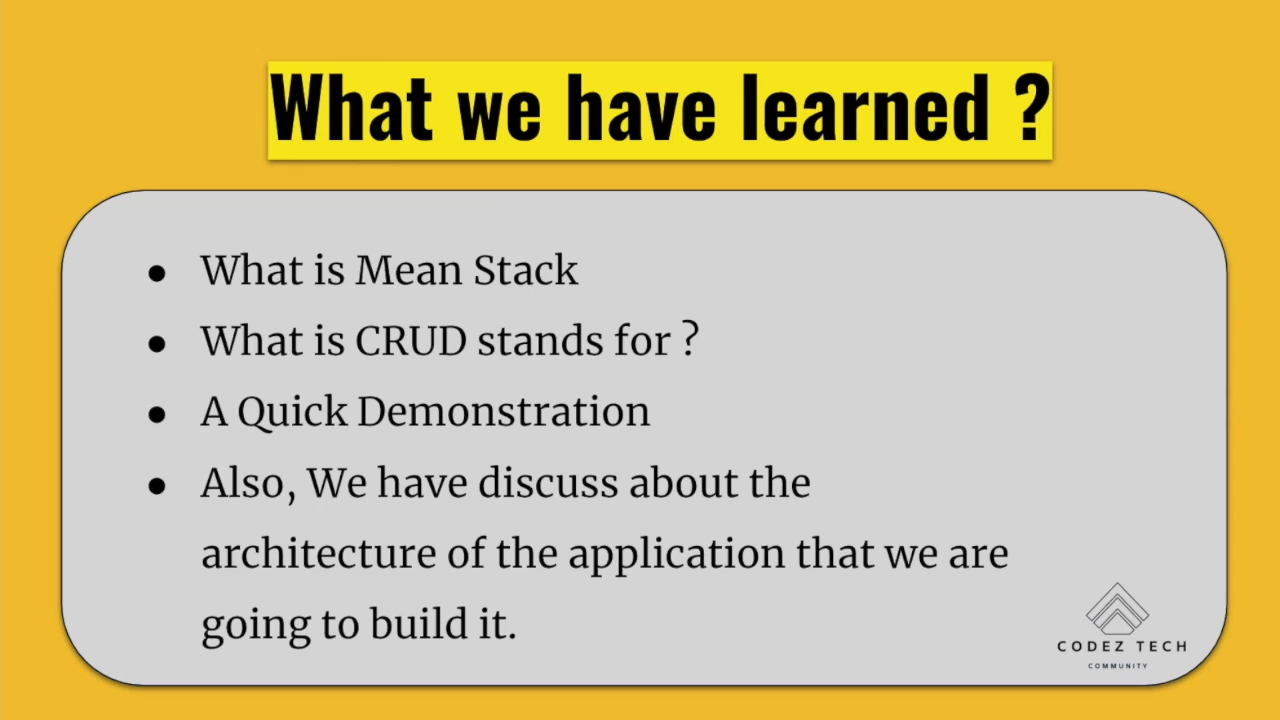 What we have learned ?
● What is Mean Stack
● What is CRUD stands for ?
● A Quick Demonstration
● Also, We have discuss about the
architecture of the application that we are
going to build it.
CODEZ TECH
COMMUNITY